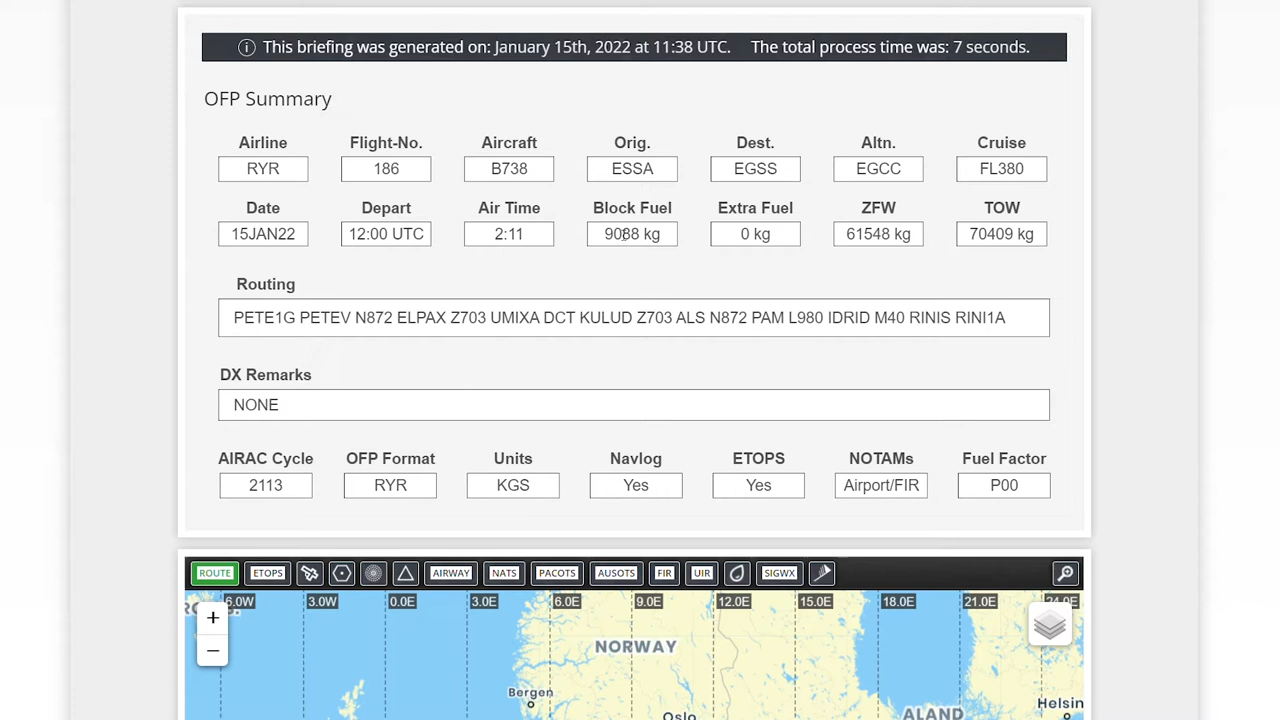 This briefing was generated on: January 15th, 2022 at 11:38 UTC. The total process time was: 7 seconds.
OFP Summary
Airline Flight-No. Aircraft Orig. Dest. Altn. Cruise
RYR 186 B738 ESSA EGSS EGCC FL380
Date Depart Air Time Block Fuel Extra Fuel ZFW TOW
15JAN22 12:00 UTC 2:11 9088 kg 0 kg 61548 kg 70409 kg
Routing
PETE1G PETEV N872 ELPAX Z703 UMIXA DCT KULUD Z703 ALS N872 PAM L980 IDRID M40 RINIS RINI1A
DX Remarks
NONE
AIRAC Cycle OFP Format Units Navlog ETOPS NOTAMs Fuel Factor
2113 RYR KGS Yes Yes Airport/FIR P00
ROUTE ETOPS AIRWAY NATS PACOTS AUSOTS FIR UIR SIGWX
6.0W 3.0W 0.0E 3.0E 6.0E 9.0E 12.0E 15.0E 18.0E 21.0E 24.0E
+
−
NORWAY
Bergen
Helsin
Oslo
ALAND